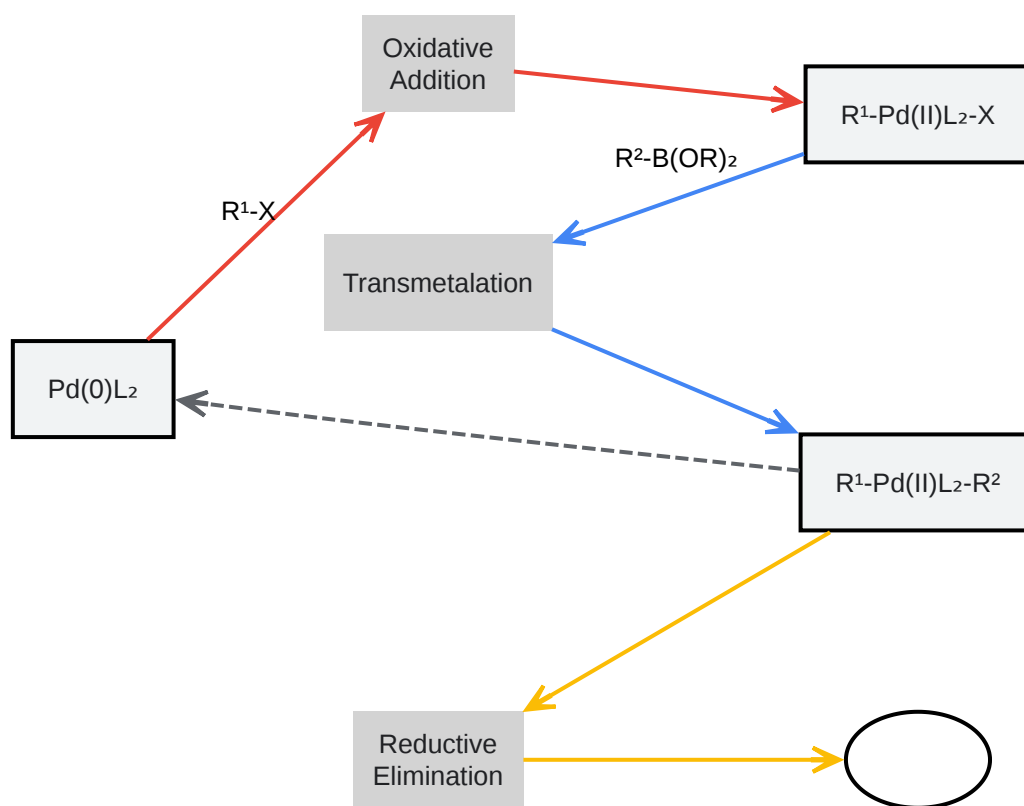 Oxidative
Addition
R¹-Pd(II)L₂-X
R²-B(OR)₂
R¹-X
Transmetalation
Pd(0)L₂
R¹-Pd(II)L₂-R²
Reductive
Elimination